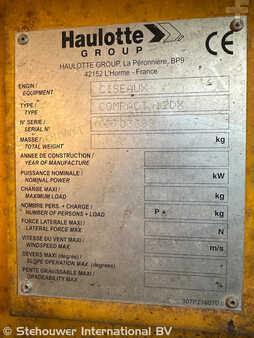 Haulotte
GROUP
CE
HAULOTTE GROUP, La Péronnière, BP9
42152 L'Horme - France
ENGIN / CISEAUX
EQUIPMENT
TYPE / COMPACT 12DX
TYPE
N° SERIE /
SERIAL N°
MASSE / kg
TOTAL WEIGHT
ANNEE DE CONSTRUCTION /
YEAR OF MANUFACTURE
PUISSANCE NOMINALE / kW
NOMINAL POWER
CHARGE MAXI / kg
MAXIMUM LOAD
NOMBRE PERS. + CHARGE / P + kg
NUMBER OF PERSONS + LOAD
FORCE LATERALE MAXI / N
LATERAL FORCE MAX
VITESSE DU VENT MAXI / m/s
WINDSPEED MAX.
DEVERS MAXI (degrés) /
SLOPE OPERATION MAX. (degrees)
PENTE GRAVISSABLE MAXI /
GRADEABILITY MAX
© Stehouwer International BV